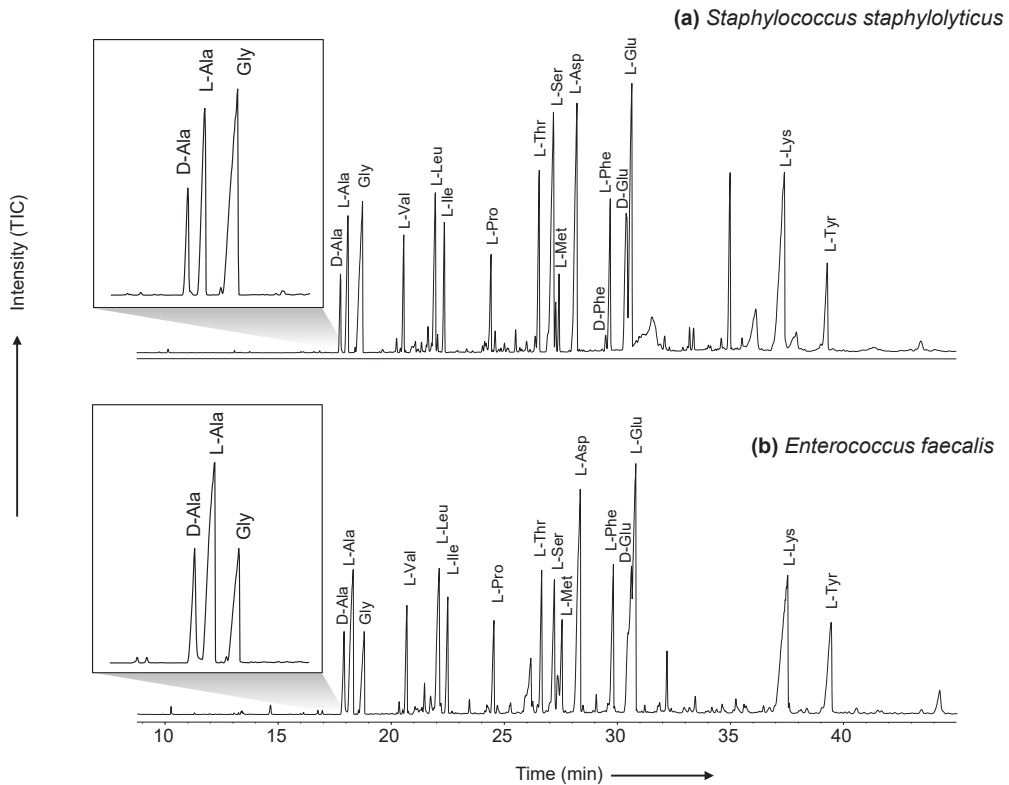 (a) Staphylococcus staphylolyticus
D-Ala
L-Ala
Gly
D-Ala
L-Ala
Gly
L-Val
L-Leu
L-Ile
L-Pro
L-Thr
L-Ser
L-Met
L-Asp
D-Phe
L-Phe
D-Glu
L-Glu
L-Lys
L-Tyr
Intensity (TIC)
(b) Enterococcus faecalis
D-Ala
L-Ala
Gly
D-Ala
L-Ala
Gly
L-Val
L-Leu
L-Ile
L-Pro
L-Thr
L-Ser
L-Met
L-Asp
L-Phe
D-Glu
L-Glu
L-Lys
L-Tyr
10 15 20 25 30 35 40
Time (min)